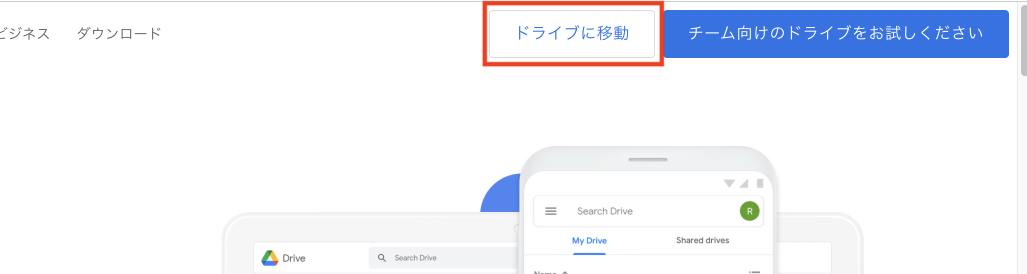 ビジネス ダウンロード ドライブに移動 チーム向けのドライブをお試しください
Search Drive R
My Drive Shared drives
Drive Search Drive